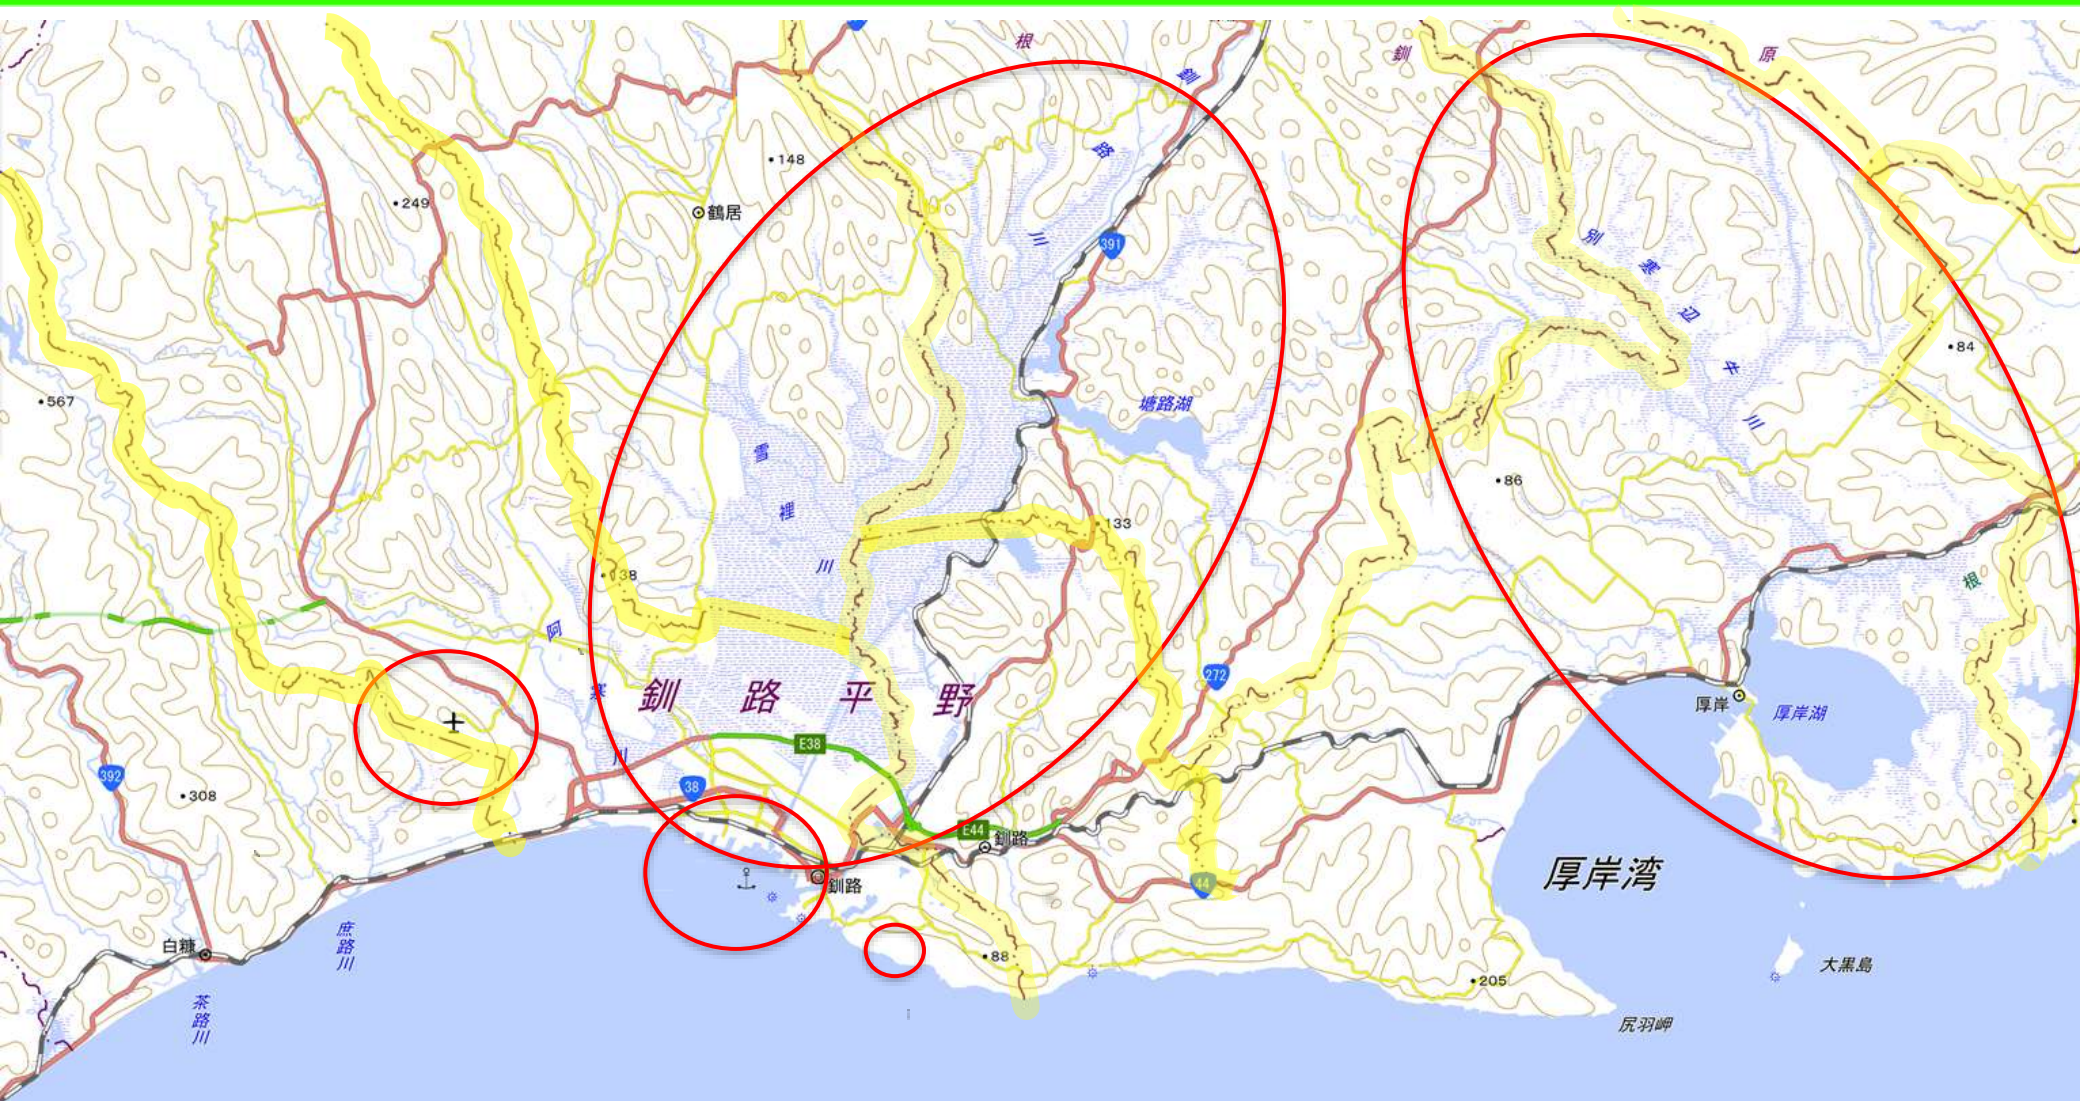 根
釧
原
釧
路
川
148
249
鶴居
391
別
寒
辺
牛
川
84
567
塘路湖
雪
裡
川
86
133
138
根
阿
寒
川
釧路平野
272
厚岸
厚岸湖
E38
392
38
308
E44
釧路
釧路
44
厚岸湾
白糠
庶路川
88
205
大黒島
茶路川
尻羽岬